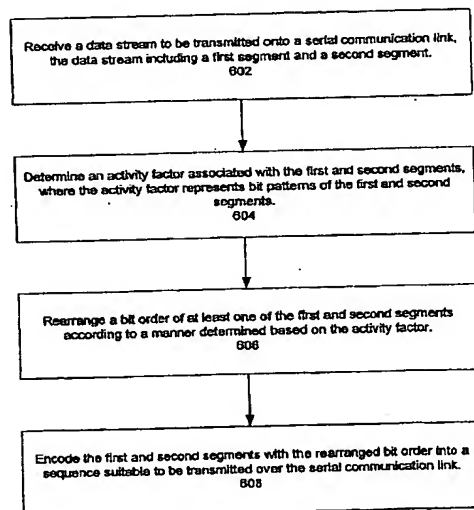 Receive a data stream to be transmitted onto a serial communication link,
the data stream including a first segment and a second segment.
602
Determine an activity factor associated with the first and second segments,
where the activity factor represents bit patterns of the first and second
segments.
604
Rearrange a bit order of at least one of the first and second segments
according to a manner determined based on the activity factor.
606
Encode the first and second segments with the rearranged bit order into a
sequence suitable to be transmitted over the serial communication link.
608